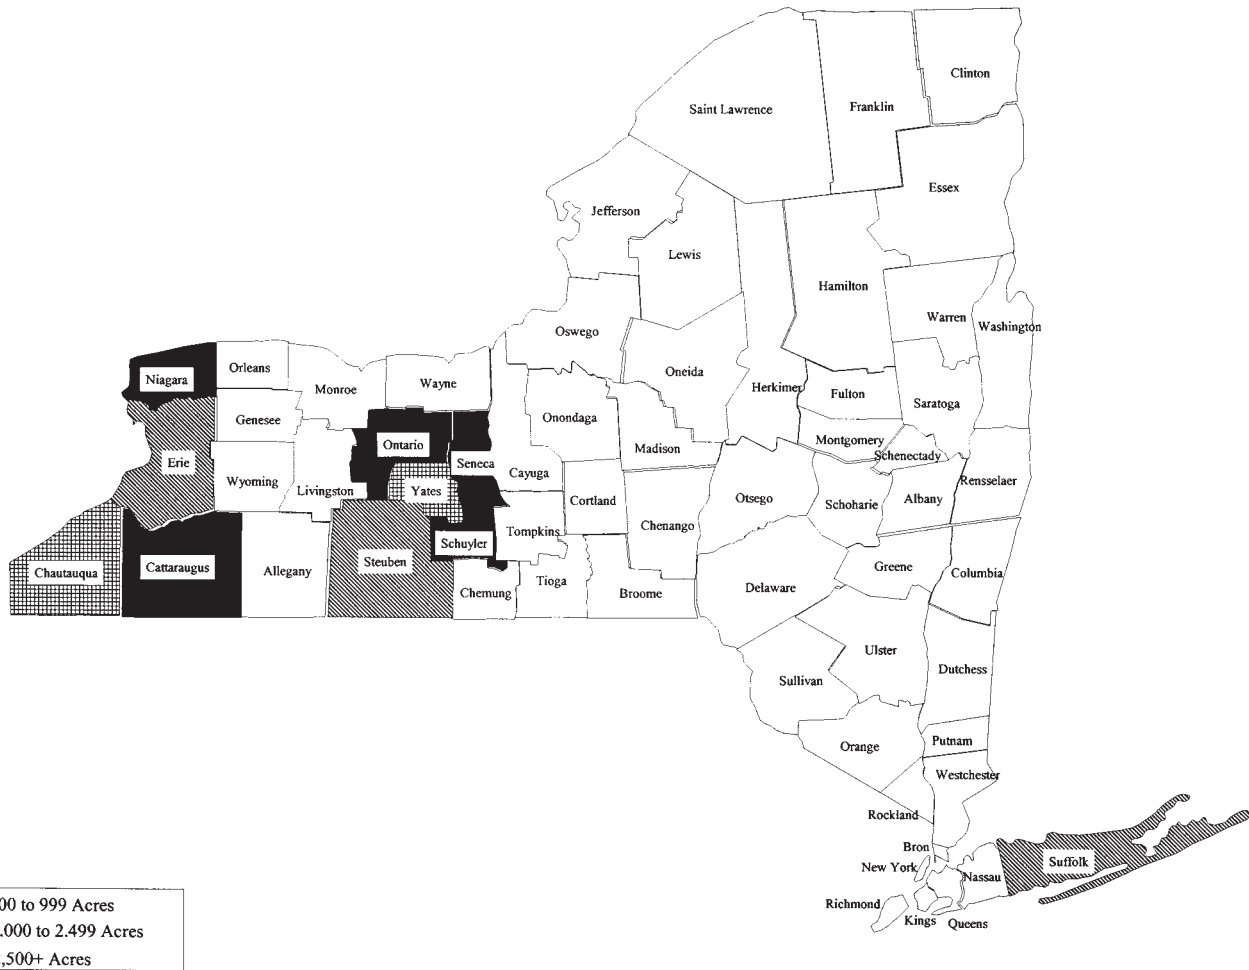 Clinton
Saint Lawrence
Franklin
Essex
Jefferson
Lewis
Hamilton
Warren
Washington
Oswego
Oneida
Herkimer
Fulton
Saratoga
Niagara
Orleans
Monroe
Wayne
Genesee
Onondaga
Madison
Montgomery
Schenectady
Ontario
Erie
Seneca
Cayuga
Wyoming
Livingston
Yates
Cortland
Chenango
Otsego
Schoharie
Albany
Rensselaer
Tompkins
Schuyler
Chautauqua
Cattaraugus
Allegany
Steuben
Chemung
Tioga
Broome
Delaware
Greene
Columbia
Ulster
Sullivan
Dutchess
Orange
Putnam
Westchester
Rockland
Bron
New York
Suffolk
Nassau
Richmond
Kings
Queens
00 to 999 Acres
.000 to 2.499 Acres
,500+ Acres